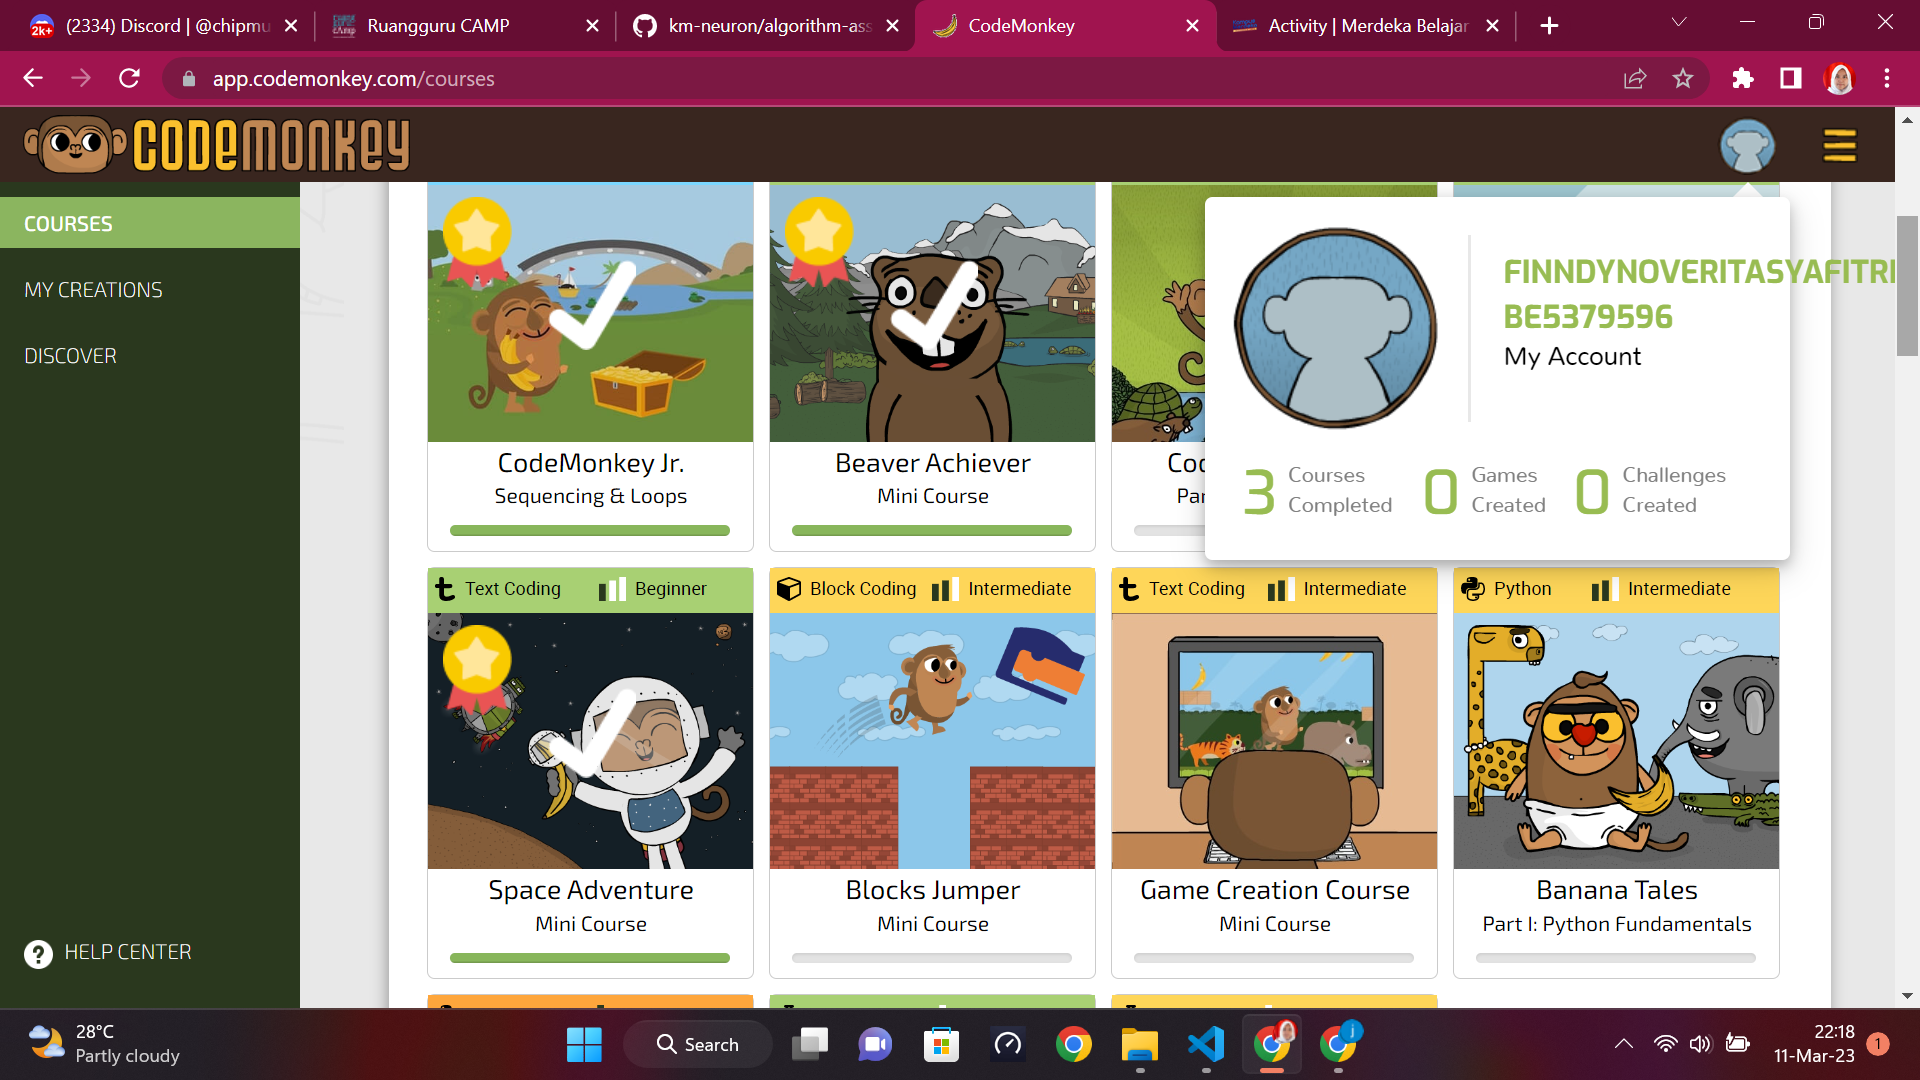 2k+
(2334) Discord | @chipmu
Ruangguru CAMP
km-neuron/algorithm-ass
CodeMonkey
Activity | Merdeka Belajar
app.codemonkey.com/courses
CODEMONKEY
COURSES
MY CREATIONS
DISCOVER
HELP CENTER
FINNDYNOVERITASYAFITRI
BE5379596
My Account
3 Courses Completed
0 Games Created
0 Challenges Created
CodeMonkey Jr.
Sequencing & Loops
Beaver Achiever
Mini Course
Coc
Par
Text Coding Beginner
Block Coding Intermediate
Text Coding Intermediate
Python Intermediate
Space Adventure
Mini Course
Blocks Jumper
Mini Course
Game Creation Course
Mini Course
Banana Tales
Part I: Python Fundamentals
28°C
Partly cloudy
Search
j
22:18
11-Mar-23
1